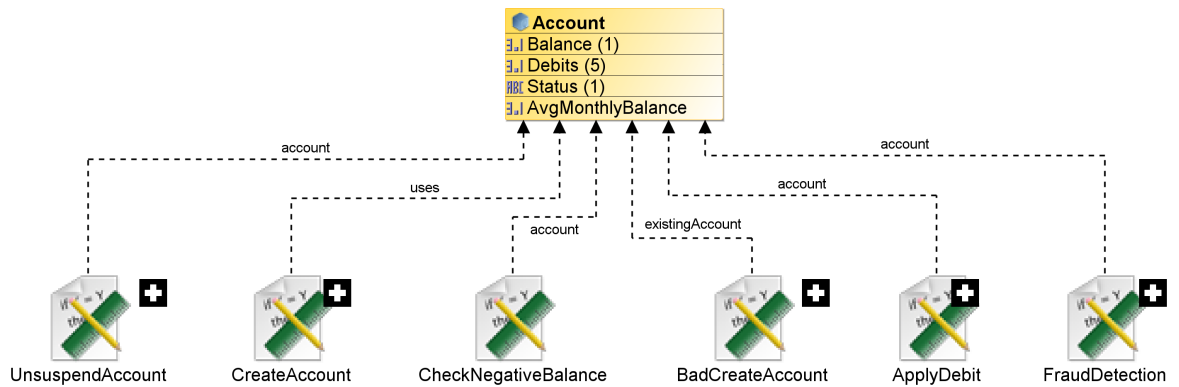 Account
Balance (1)
Debits (5)
Status (1)
AvgMonthlyBalance
account
uses
account
existingAccount
account
account
UnsuspendAccount
CreateAccount
CheckNegativeBalance
BadCreateAccount
ApplyDebit
FraudDetection